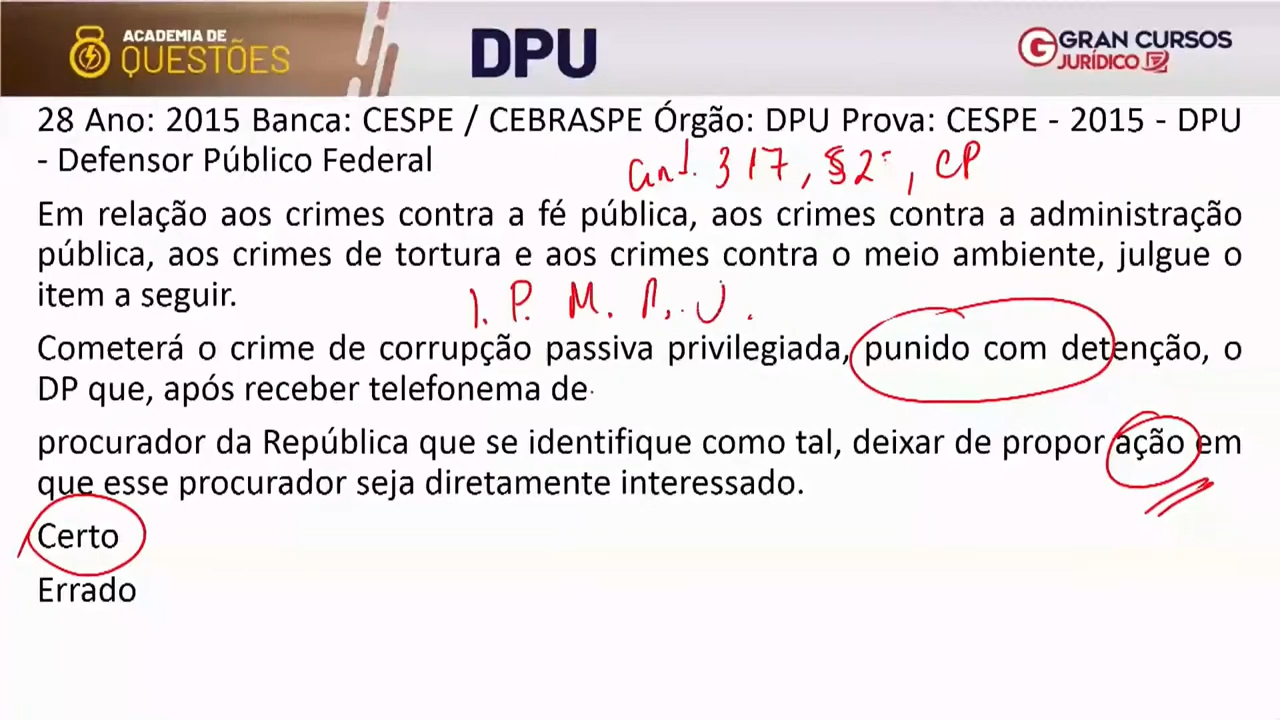 ACADEMIA DE
QUESTÕES
DPU
GRAN CURSOS
JURÍDICO
28 Ano: 2015 Banca: CESPE / CEBRASPE Órgão: DPU Prova: CESPE - 2015 - DPU
- Defensor Público Federal
art. 317, §2º, CP
Em relação aos crimes contra a fé pública, aos crimes contra a administração
pública, aos crimes de tortura e aos crimes contra o meio ambiente, julgue o
item a seguir.
Cometerá o crime de corrupção passiva privilegiada, punido com detenção, o
DP que, após receber telefonema de
procurador da República que se identifique como tal, deixar de propor ação em
que esse procurador seja diretamente interessado.
Certo
Errado